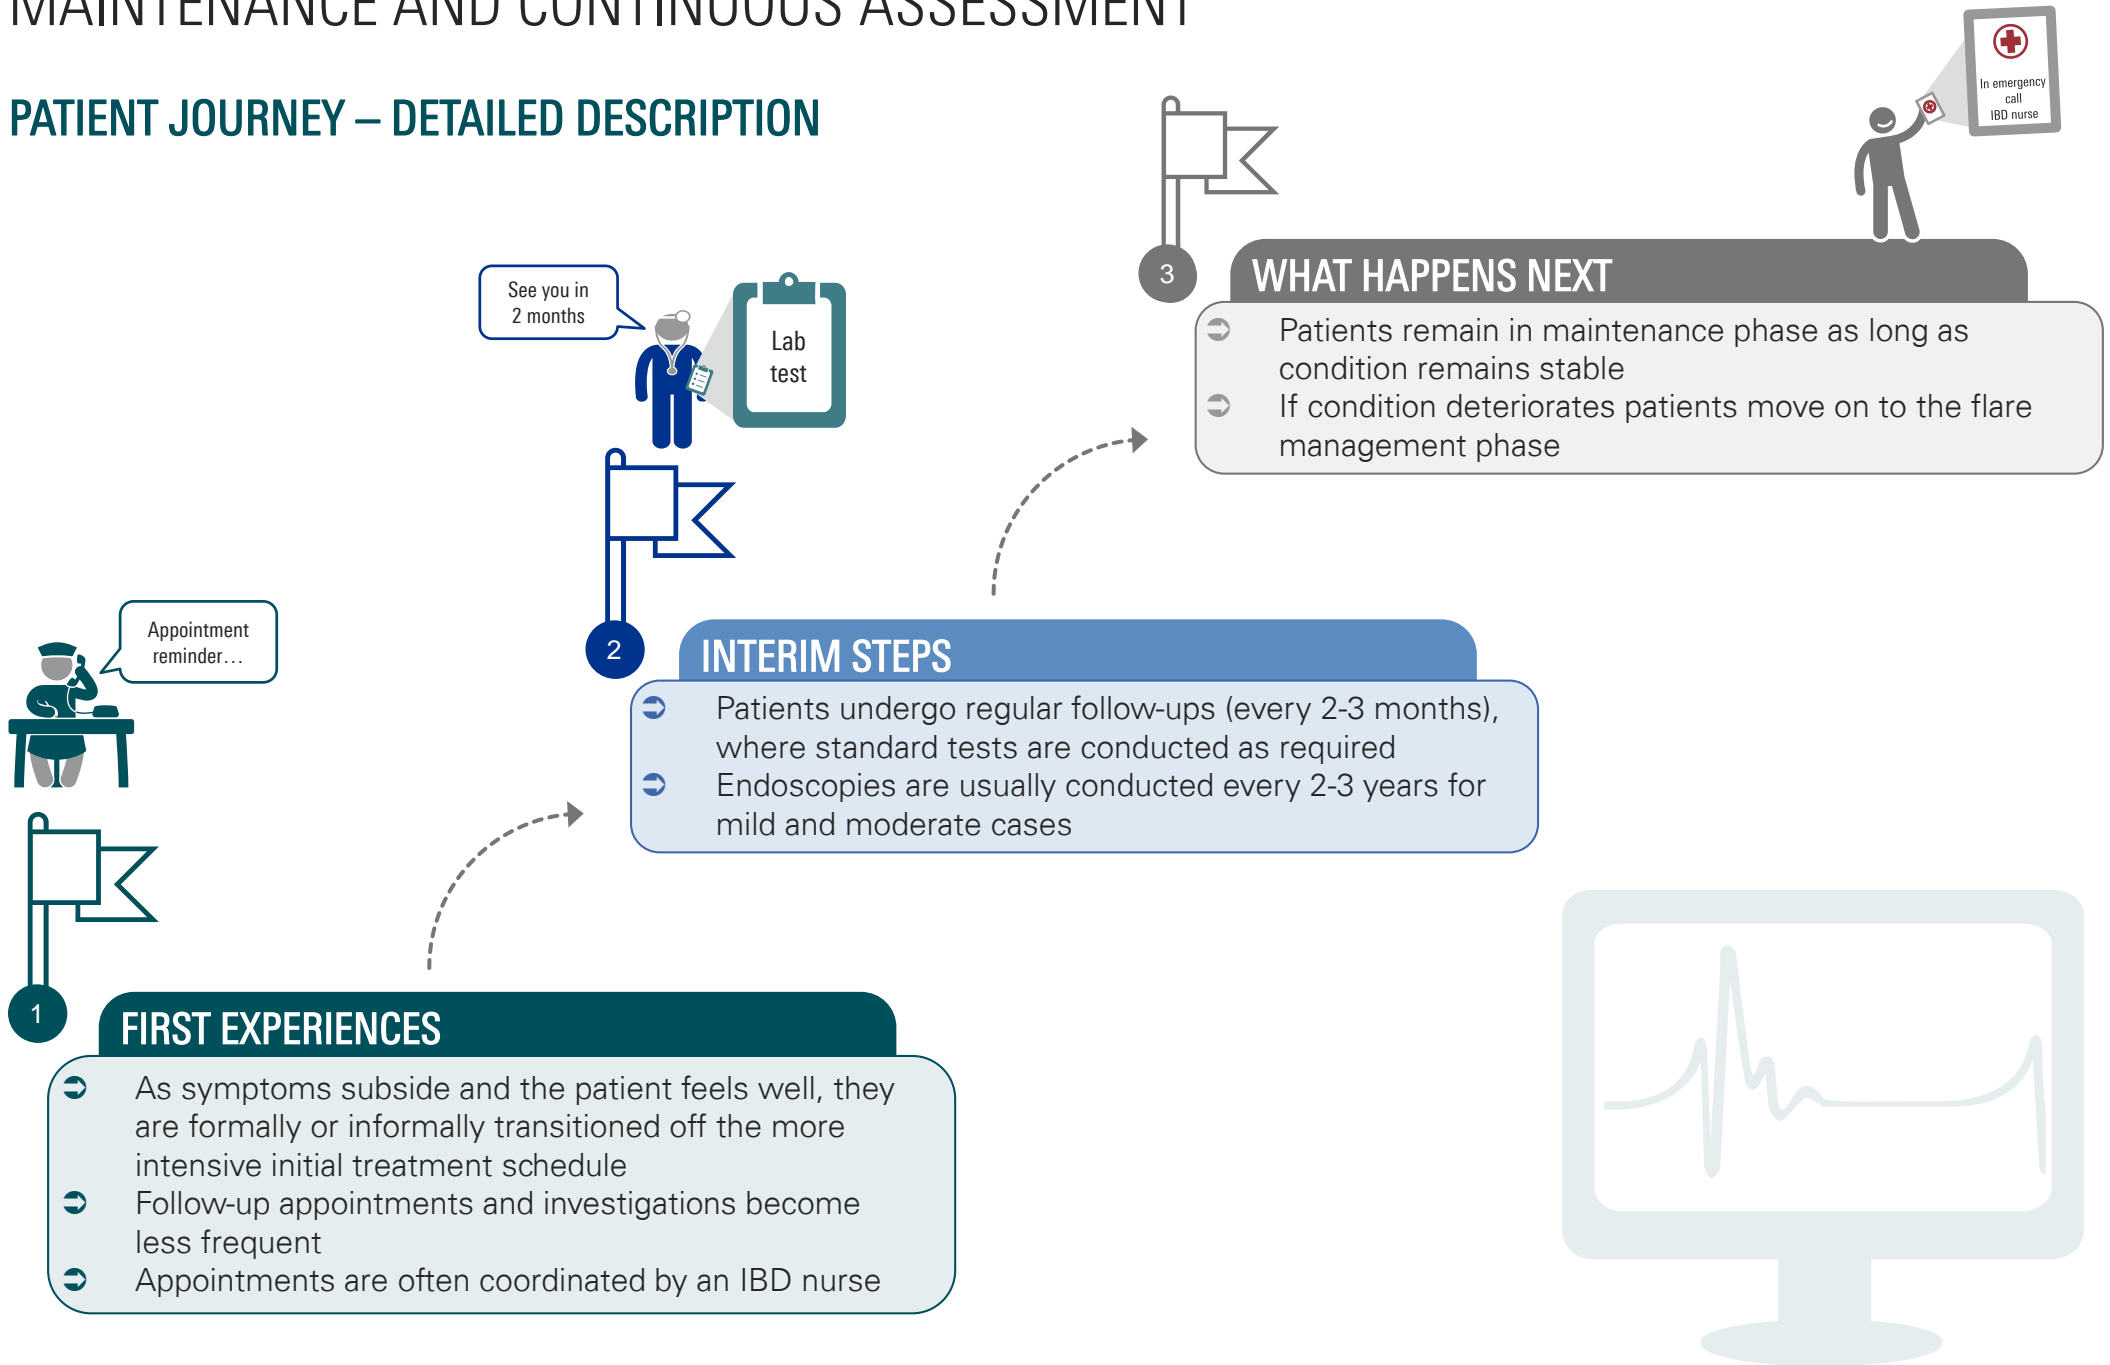 MAINTENANCE AND CONTINUOUS ASSESSMENT
PATIENT JOURNEY – DETAILED DESCRIPTION
In emergency
call
IBD nurse
3
WHAT HAPPENS NEXT
Patients remain in maintenance phase as long as
condition remains stable
If condition deteriorates patients move on to the flare
management phase
See you in
2 months
Lab
test
2
INTERIM STEPS
Patients undergo regular follow-ups (every 2-3 months),
where standard tests are conducted as required
Endoscopies are usually conducted every 2-3 years for
mild and moderate cases
Appointment
reminder…
1
FIRST EXPERIENCES
As symptoms subside and the patient feels well, they
are formally or informally transitioned off the more
intensive initial treatment schedule
Follow-up appointments and investigations become
less frequent
Appointments are often coordinated by an IBD nurse